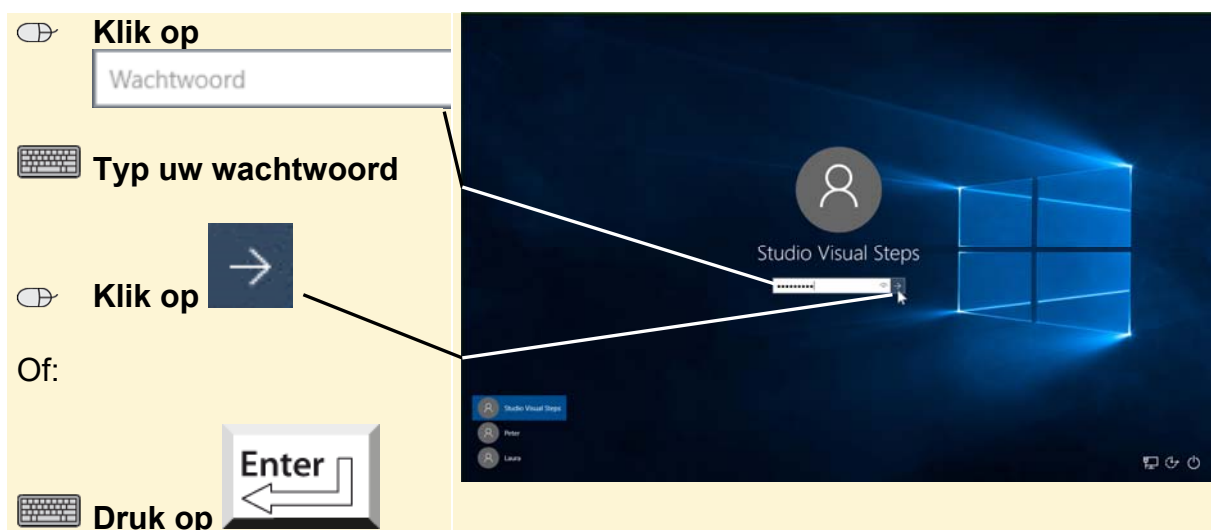 Klik op
Wachtwoord
Typ uw wachtwoord
Klik op
Of:
Enter
Druk op
Studio Visual Steps
Studio Visual Steps
Peter
Laura